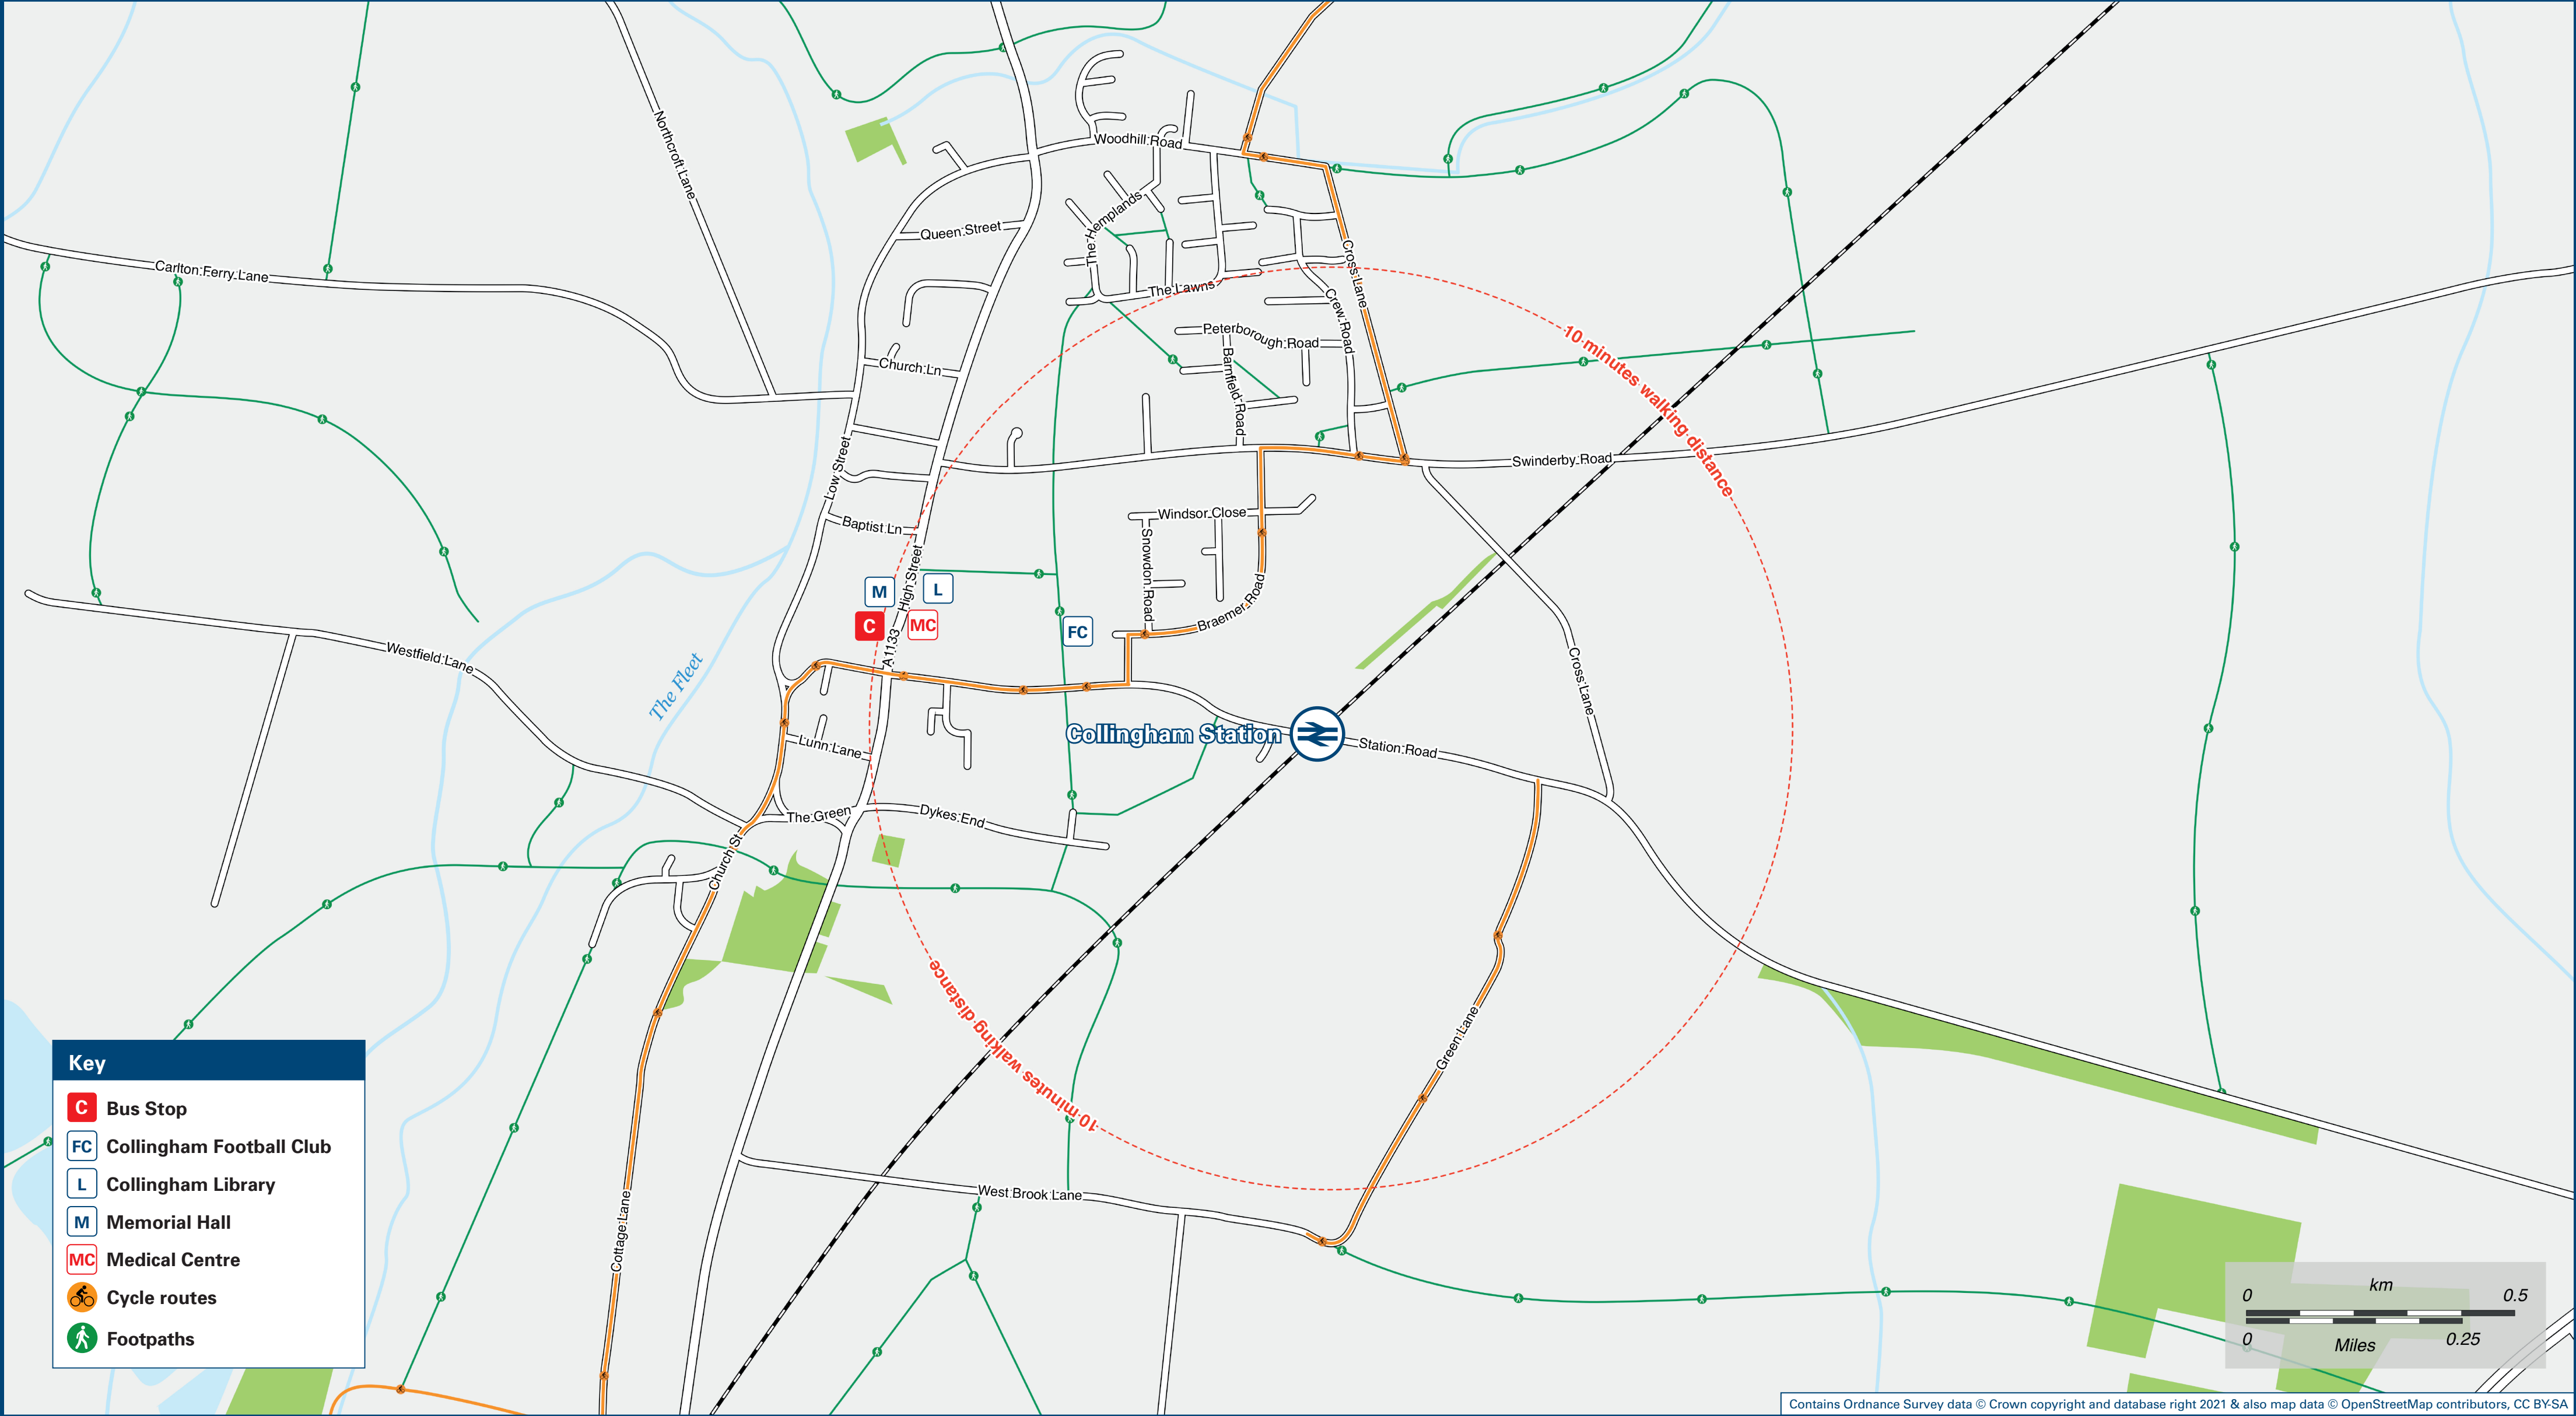 Northcroft Lane
Woodhill Road
Queen Street
The Hemplands
Carlton Ferry Lane
Cross Lane
The Lawns
Crew Road
Peterborough Road
10 minutes walking distance
Church Ln
Barnfield Road
Low Street
Swinderby Road
Baptist Ln
Windsor Close
Snowdon Road
High Street
M
L
C
MC
FC
Braemer Road
A1133
Westfield Lane
The Fleet
Cross Lane
Collingham Station
Station Road
Lunn Lane
The Green
Dykes End
Church St
10 minutes walking distance
Green Lane
West Brook Lane
Cottage Lane
Key
C Bus Stop
FC Collingham Football Club
L Collingham Library
M Memorial Hall
MC Medical Centre
Cycle routes
Footpaths
km
0 0.5
0 Miles 0.25
Contains Ordnance Survey data © Crown copyright and database right 2021 & also map data © OpenStreetMap contributors, CC BY-SA